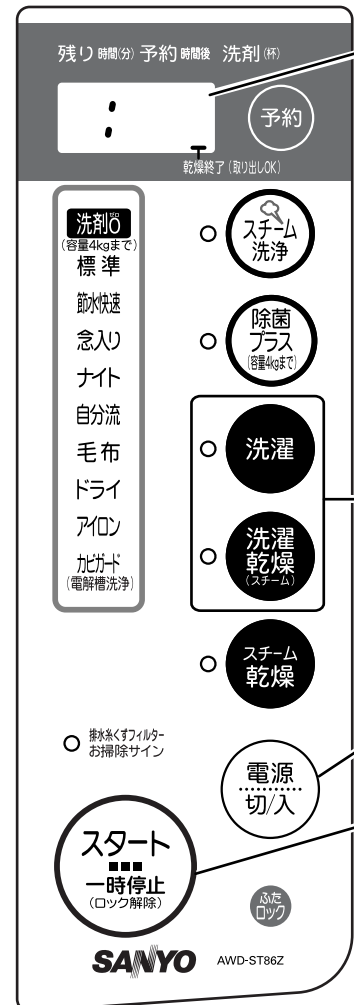 残り 時間(分) 予約 時間後 洗剤(杯)
:
予約
乾燥終了(取り出しOK)
洗剤0
ゼロ
(容量4kgまで)
標準
節水快速
念入り
ナイト
自分流
毛布
ドライ
アイロン
カビガード
(電解槽洗浄)
スチーム
洗浄
除菌
プラス
(容量4kgまで)
洗濯
洗濯
乾燥
(スチーム)
スチーム
乾燥
排水糸くずフィルター
お掃除サイン
電源
切/入
スタート
一時停止
(ロック解除)
ふた
ロック
SANYO AWD-ST86Z